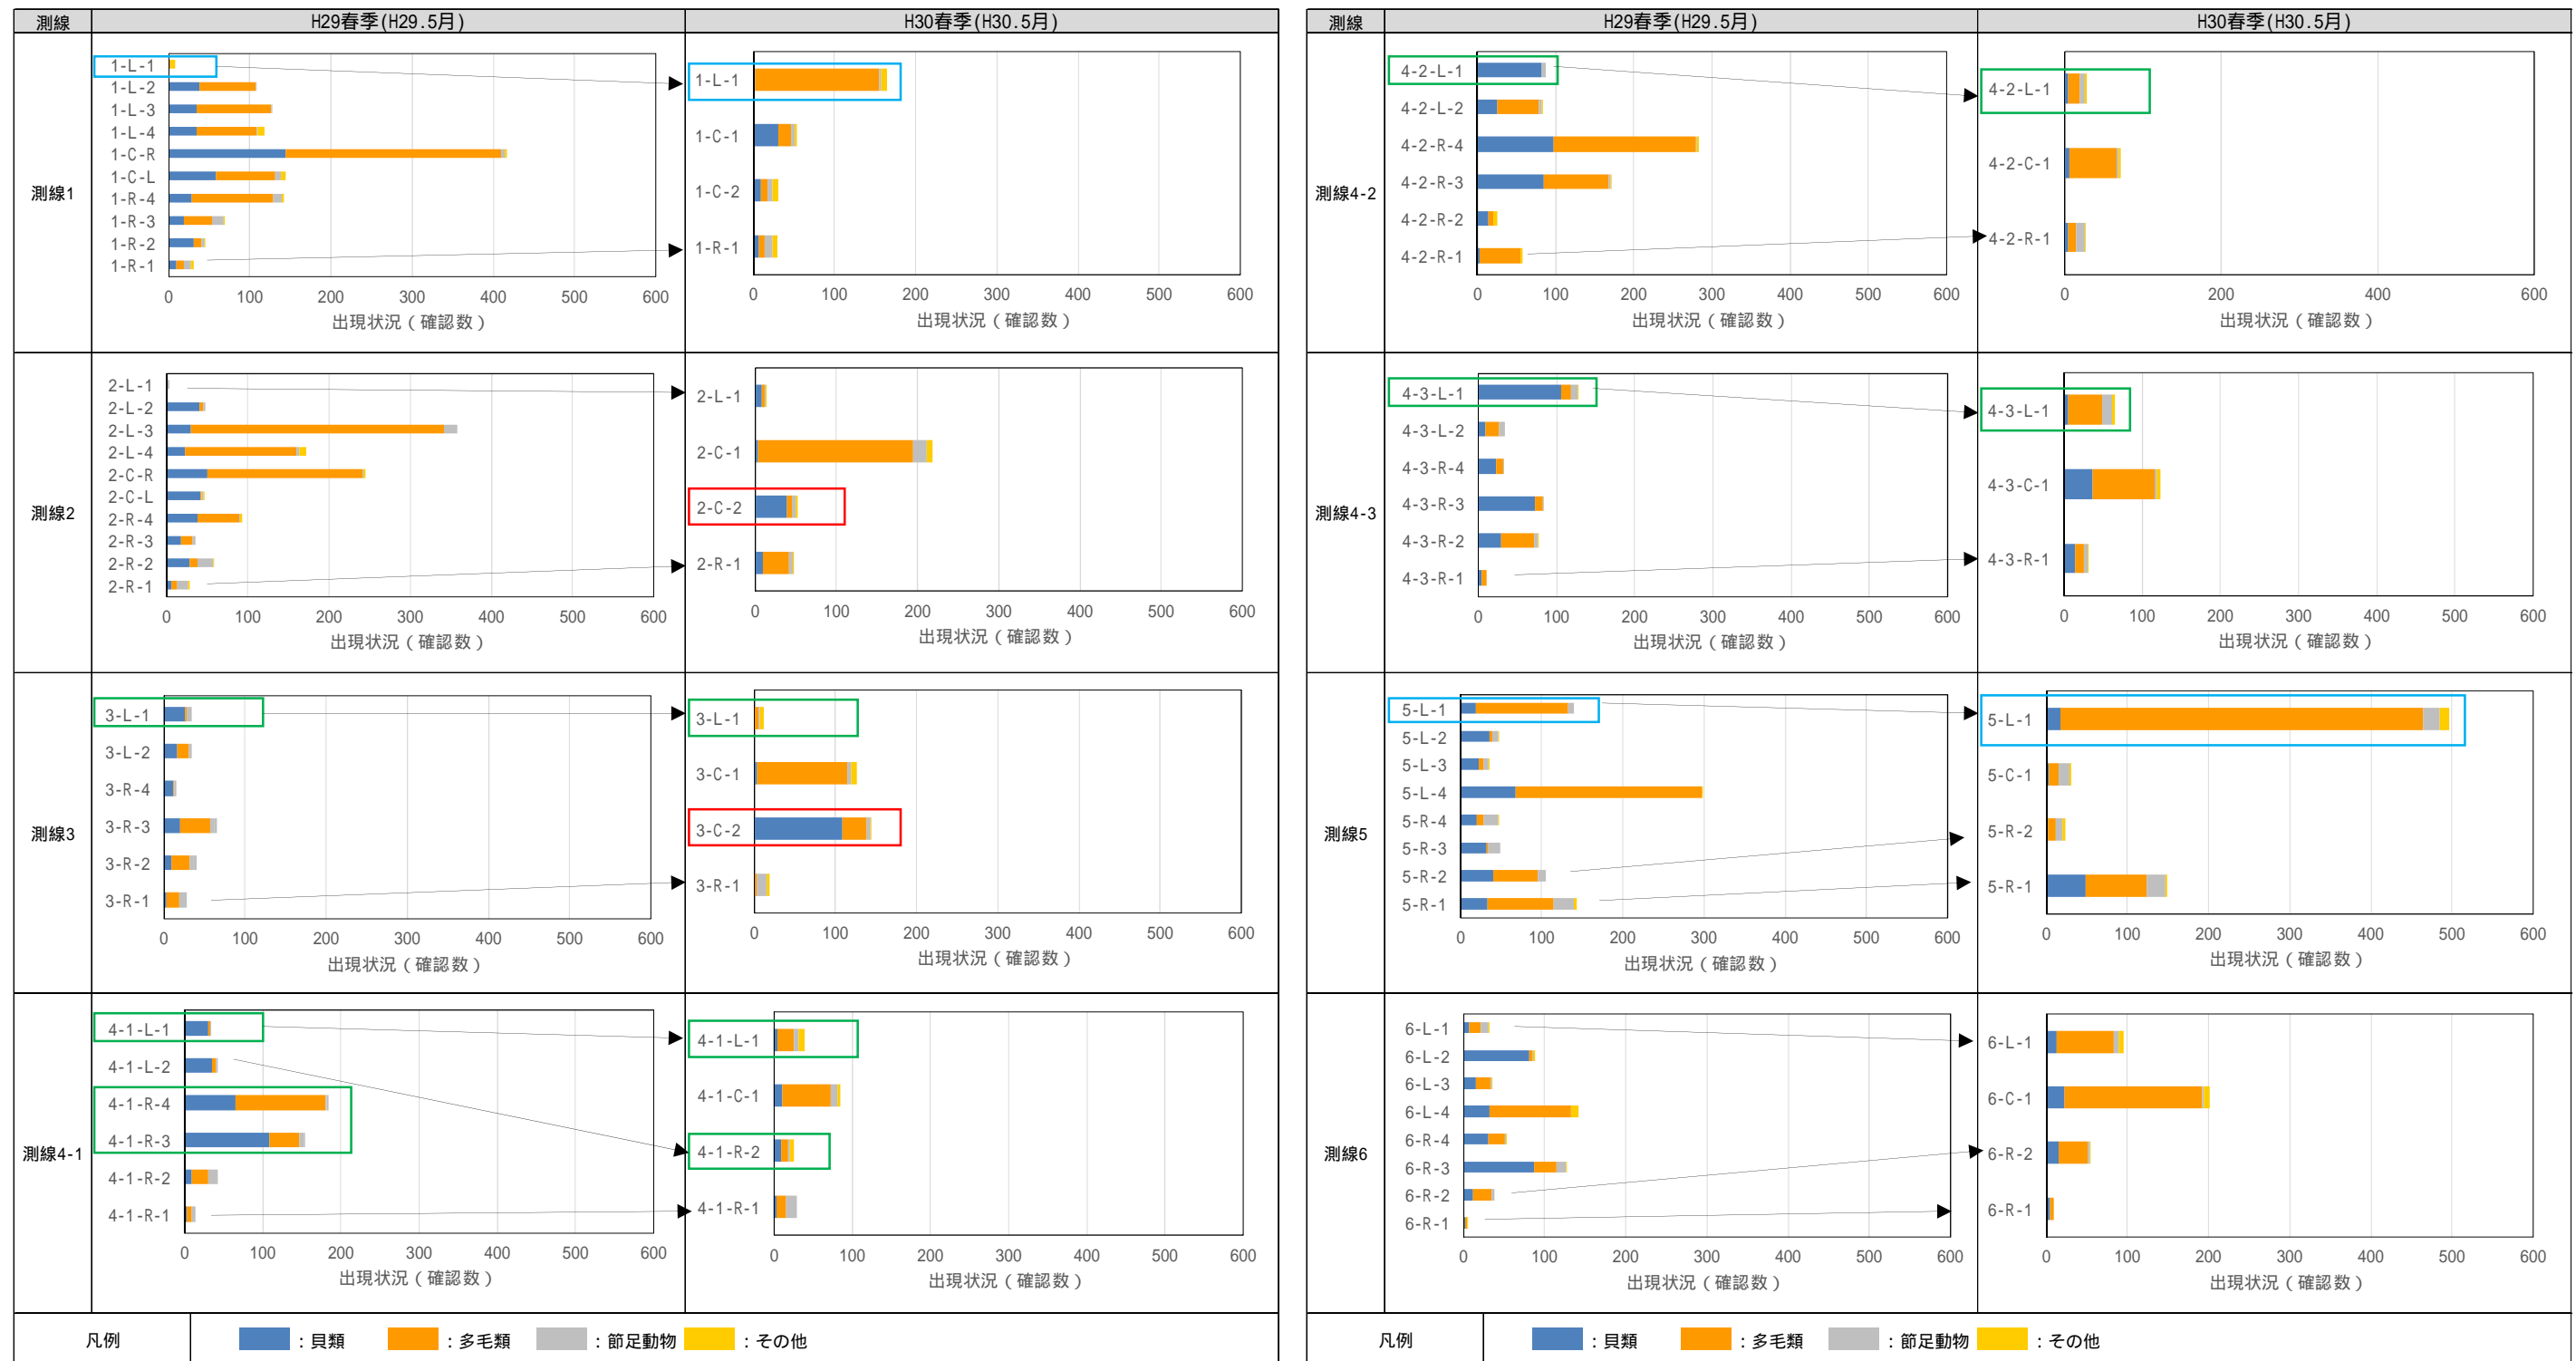 測線 H29春季(H29.5月) H30春季(H30.5月)
測線1
1-L-1
1-L-2
1-L-3
1-L-4
1-C-R
1-C-L
1-R-4
1-R-3
1-R-2
1-R-1
0 100 200 300 400 500 600
出現状況（確認数）
1-L-1
1-C-1
1-C-2
1-R-1
0 100 200 300 400 500 600
出現状況（確認数）
測線2
2-L-1
2-L-2
2-L-3
2-L-4
2-C-R
2-C-L
2-R-4
2-R-3
2-R-2
2-R-1
0 100 200 300 400 500 600
出現状況（確認数）
2-L-1
2-C-1
2-C-2
2-R-1
0 100 200 300 400 500 600
出現状況（確認数）
測線3
3-L-1
3-L-2
3-R-4
3-R-3
3-R-2
3-R-1
0 100 200 300 400 500 600
出現状況（確認数）
3-L-1
3-C-1
3-C-2
3-R-1
0 100 200 300 400 500 600
出現状況（確認数）
測線4-1
4-1-L-1
4-1-L-2
4-1-R-4
4-1-R-3
4-1-R-2
4-1-R-1
0 100 200 300 400 500 600
出現状況（確認数）
4-1-L-1
4-1-C-1
4-1-R-2
4-1-R-1
0 100 200 300 400 500 600
出現状況（確認数）
凡例 ：貝類 ：多毛類 ：節足動物 ：その他
測線 H29春季(H29.5月) H30春季(H30.5月)
測線4-2
4-2-L-1
4-2-L-2
4-2-R-4
4-2-R-3
4-2-R-2
4-2-R-1
0 100 200 300 400 500 600
出現状況（確認数）
4-2-L-1
4-2-C-1
4-2-R-1
0 200 400 600
出現状況（確認数）
測線4-3
4-3-L-1
4-3-L-2
4-3-R-4
4-3-R-3
4-3-R-2
4-3-R-1
0 100 200 300 400 500 600
出現状況（確認数）
4-3-L-1
4-3-C-1
4-3-R-1
0 100 200 300 400 500 600
出現状況（確認数）
測線5
5-L-1
5-L-2
5-L-3
5-L-4
5-R-4
5-R-3
5-R-2
5-R-1
0 100 200 300 400 500 600
出現状況（確認数）
5-L-1
5-C-1
5-R-2
5-R-1
0 100 200 300 400 500 600
出現状況（確認数）
測線6
6-L-1
6-L-2
6-L-3
6-L-4
6-R-4
6-R-3
6-R-2
6-R-1
0 100 200 300 400 500 600
出現状況（確認数）
6-L-1
6-C-1
6-R-2
6-R-1
0 100 200 300 400 500 600
出現状況（確認数）
凡例 ：貝類 ：多毛類 ：節足動物 ：その他